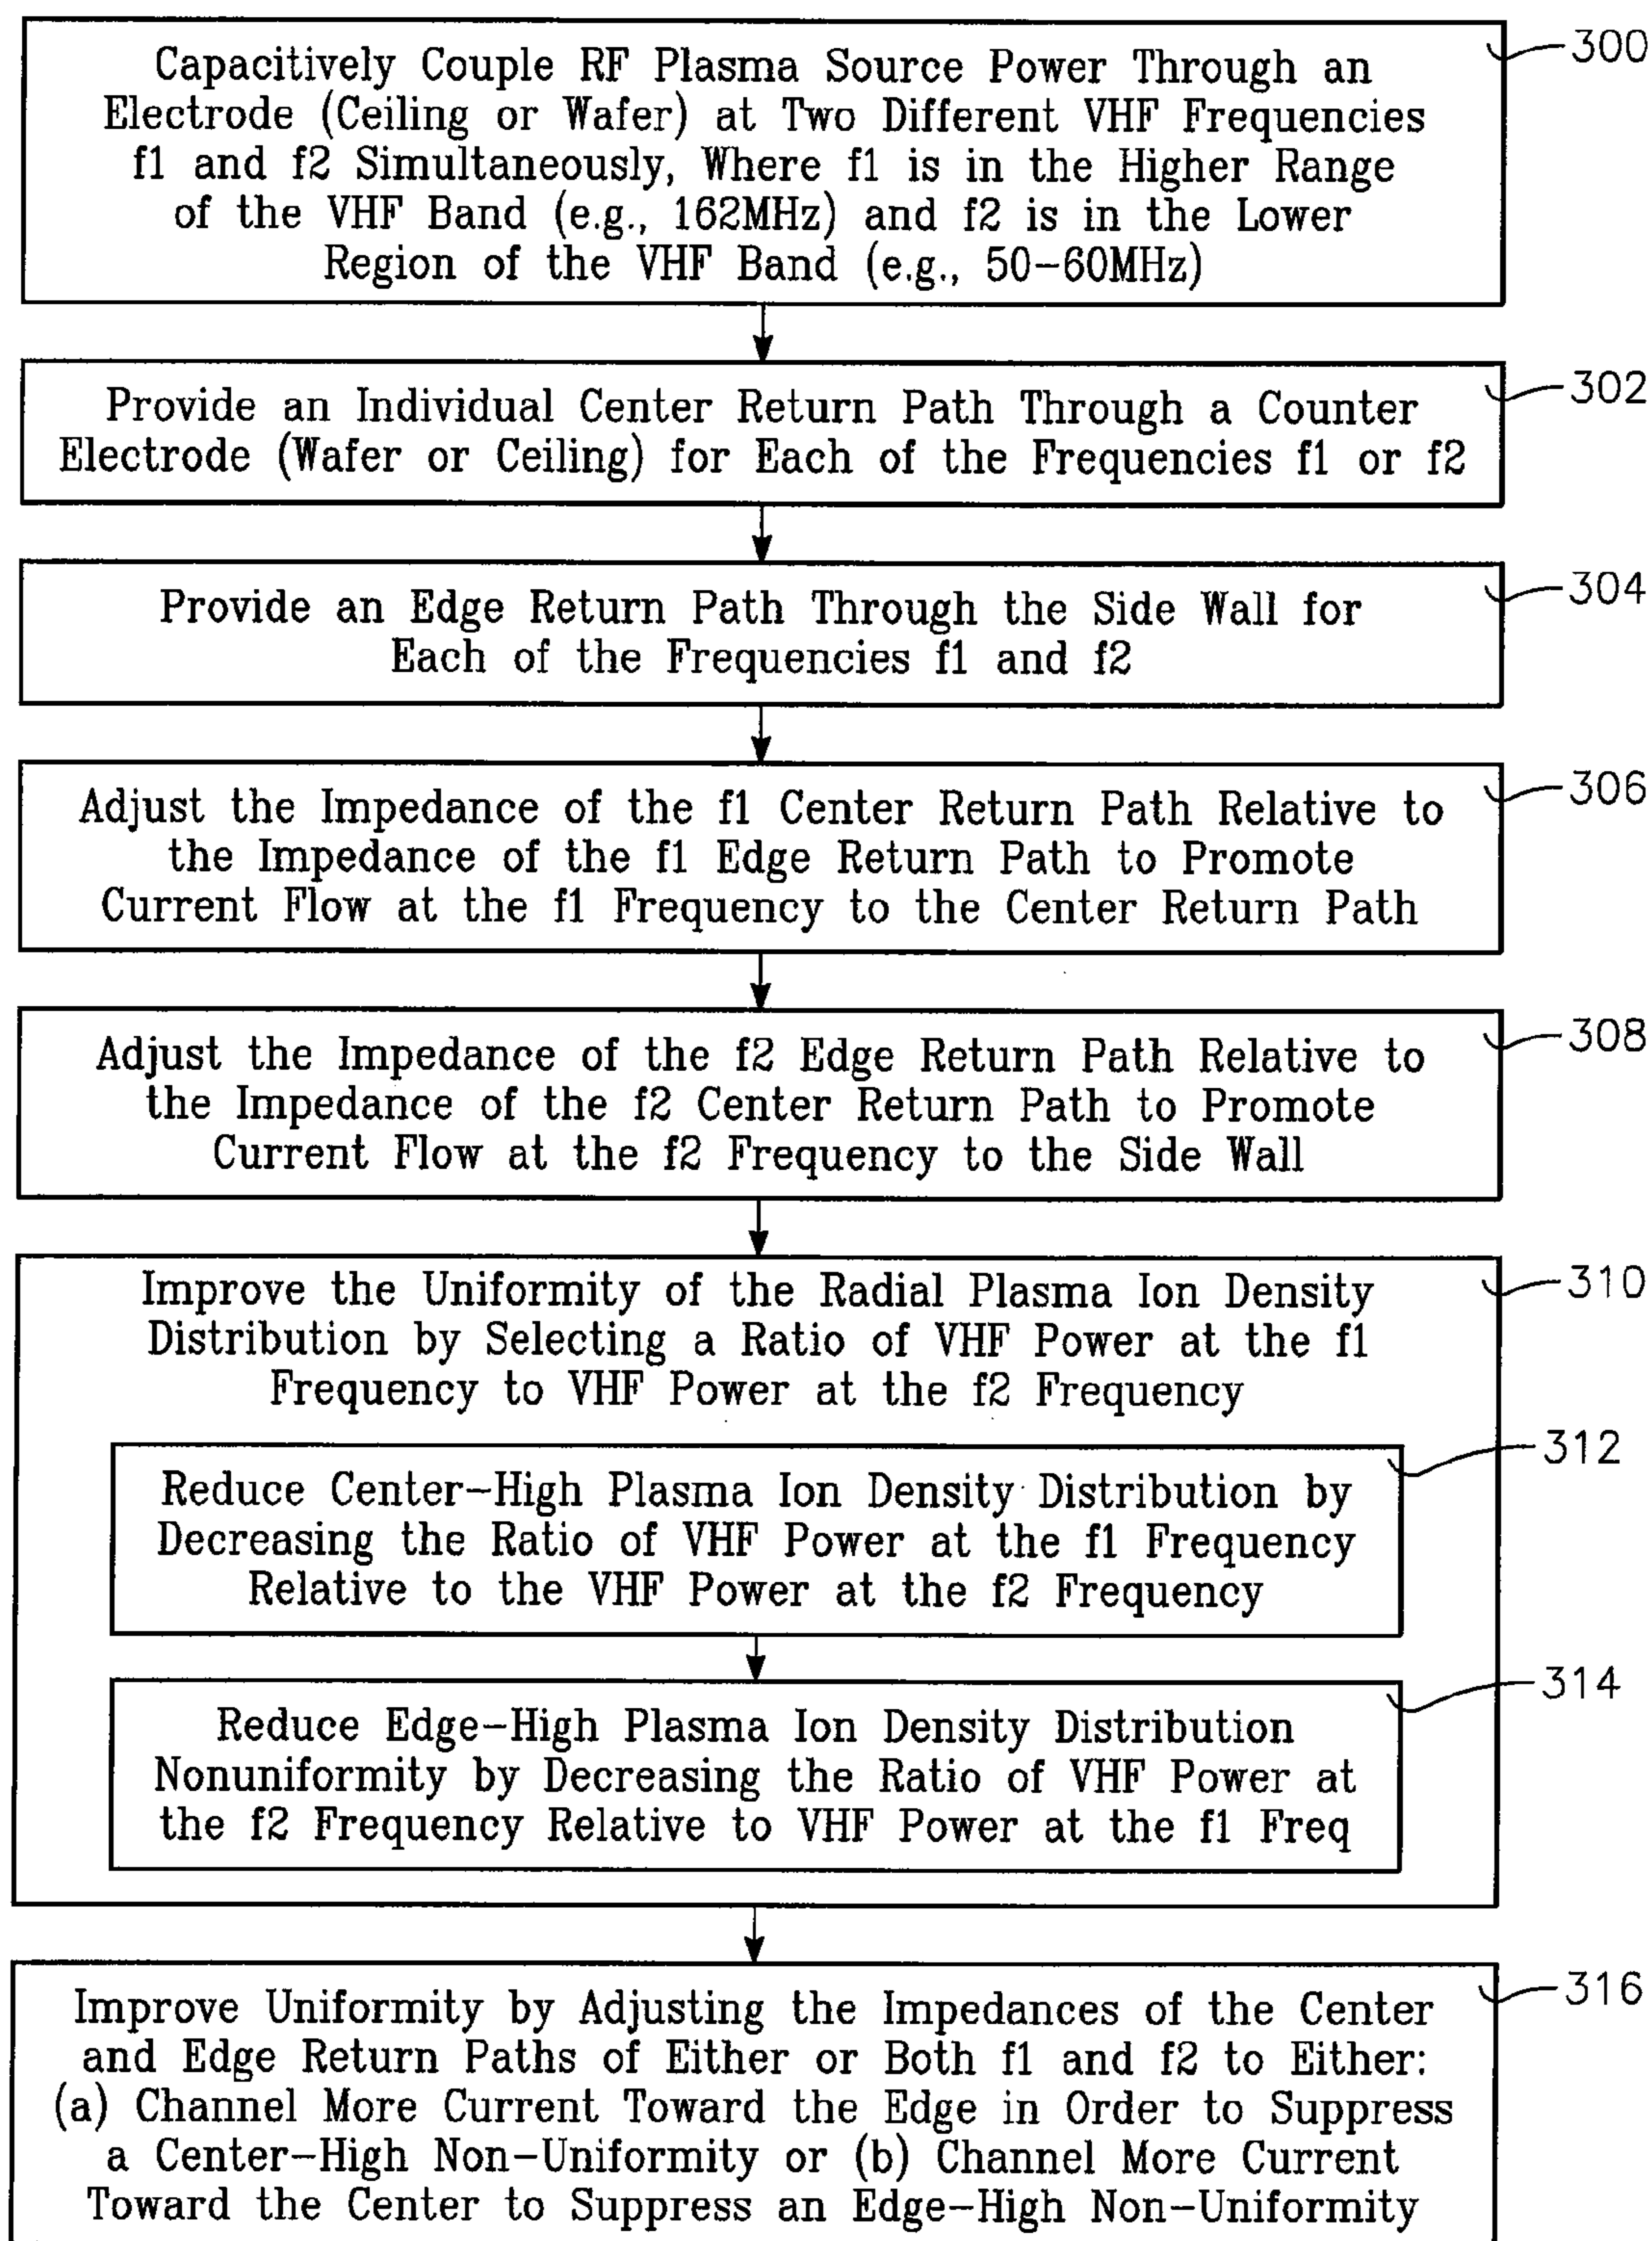 Capacitively Couple RF Plasma Source Power Through an
Electrode (Ceiling or Wafer) at Two Different VHF Frequencies
f1 and f2 Simultaneously, Where f1 is in the Higher Range
of the VHF Band (e.g., 162MHz) and f2 is in the Lower
Region of the VHF Band (e.g., 50-60MHz)
300
Provide an Individual Center Return Path Through a Counter
Electrode (Wafer or Ceiling) for Each of the Frequencies f1 or f2
302
Provide an Edge Return Path Through the Side Wall for
Each of the Frequencies f1 and f2
304
Adjust the Impedance of the f1 Center Return Path Relative to
the Impedance of the f1 Edge Return Path to Promote
Current Flow at the f1 Frequency to the Center Return Path
306
Adjust the Impedance of the f2 Edge Return Path Relative to
the Impedance of the f2 Center Return Path to Promote
Current Flow at the f2 Frequency to the Side Wall
308
Improve the Uniformity of the Radial Plasma Ion Density
Distribution by Selecting a Ratio of VHF Power at the f1
Frequency to VHF Power at the f2 Frequency
310
Reduce Center-High Plasma Ion Density Distribution by
Decreasing the Ratio of VHF Power at the f1 Frequency
Relative to the VHF Power at the f2 Frequency
312
Reduce Edge-High Plasma Ion Density Distribution
Nonuniformity by Decreasing the Ratio of VHF Power at
the f2 Frequency Relative to VHF Power at the f1 Freq
314
Improve Uniformity by Adjusting the Impedances of the Center
and Edge Return Paths of Either or Both f1 and f2 to Either:
(a) Channel More Current Toward the Edge in Order to Suppress
a Center-High Non-Uniformity or (b) Channel More Current
Toward the Center to Suppress an Edge-High Non-Uniformity
316